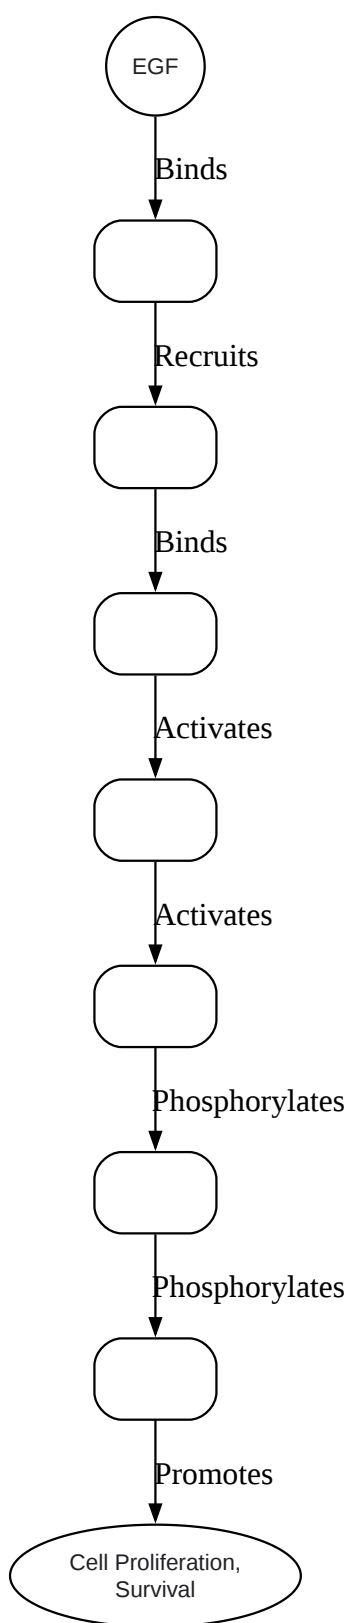 EGF
Binds
Recruits
Binds
Activates
Activates
Phosphorylates
Phosphorylates
Promotes
Cell Proliferation,
Survival